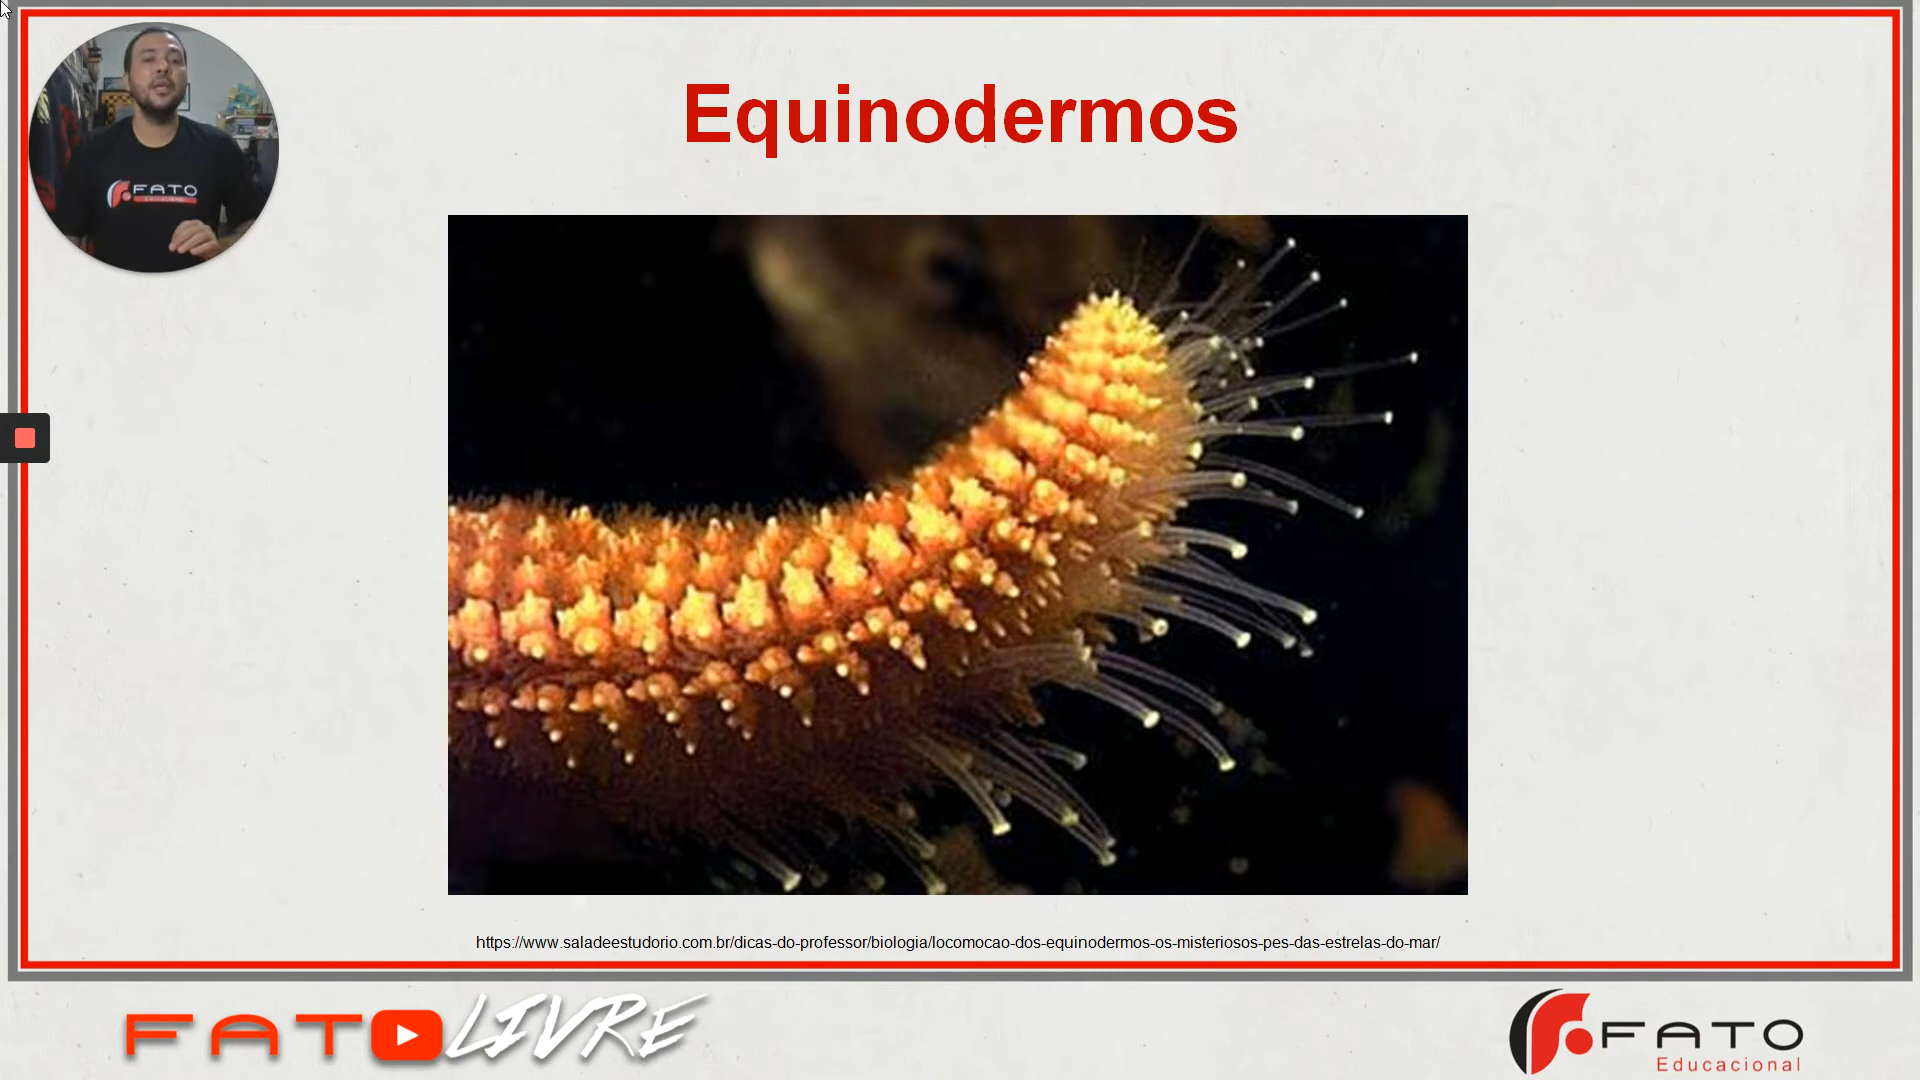 Equinodermos
FATO
https://www.saladeestudorio.com.br/dicas-do-professor/biologia/locomocao-dos-equinodermos-os-misteriosos-pes-das-estrelas-do-mar/
FATO LIVRE
FATO
Educacional